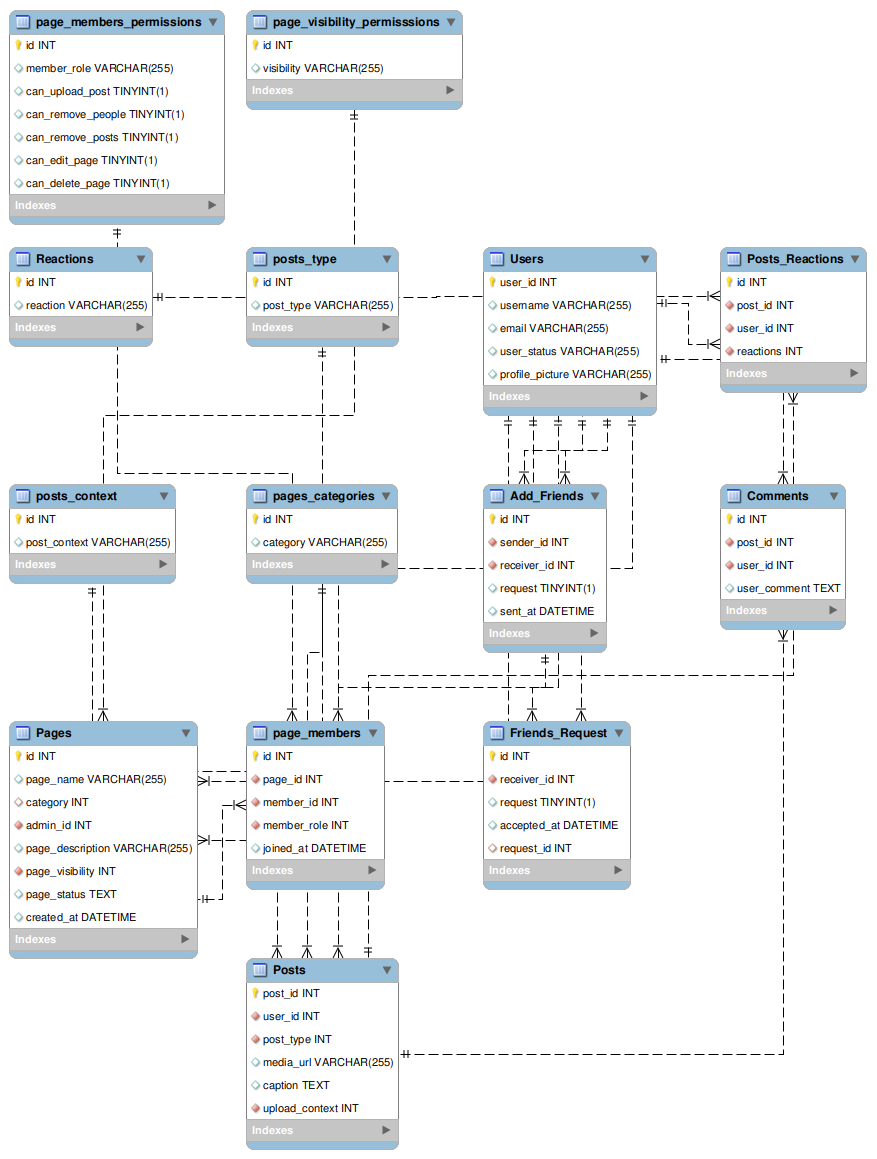 page_members_permissions
id INT
member_role VARCHAR(255)
can_upload_post TINYINT(1)
can_remove_people TINYINT(1)
can_remove_posts TINYINT(1)
can_edit_page TINYINT(1)
can_delete_page TINYINT(1)
Indexes
page_visibility_permisssions
id INT
visibility VARCHAR(255)
Indexes
Reactions
id INT
reaction VARCHAR(255)
Indexes
posts_type
id INT
post_type VARCHAR(255)
Indexes
Users
user_id INT
username VARCHAR(255)
email VARCHAR(255)
user_status VARCHAR(255)
profile_picture VARCHAR(255)
Indexes
Posts_Reactions
id INT
post_id INT
user_id INT
reactions INT
Indexes
posts_context
id INT
post_context VARCHAR(255)
Indexes
pages_categories
id INT
category VARCHAR(255)
Indexes
Add_Friends
id INT
sender_id INT
receiver_id INT
request TINYINT(1)
sent_at DATETIME
Indexes
Comments
id INT
post_id INT
user_id INT
user_comment TEXT
Indexes
Pages
id INT
page_name VARCHAR(255)
category INT
admin_id INT
page_description VARCHAR(255)
page_visibility INT
page_status TEXT
created_at DATETIME
Indexes
page_members
id INT
page_id INT
member_id INT
member_role INT
joined_at DATETIME
Indexes
Friends_Request
id INT
receiver_id INT
request TINYINT(1)
accepted_at DATETIME
request_id INT
Indexes
Posts
post_id INT
user_id INT
post_type INT
media_url VARCHAR(255)
caption TEXT
upload_context INT
Indexes